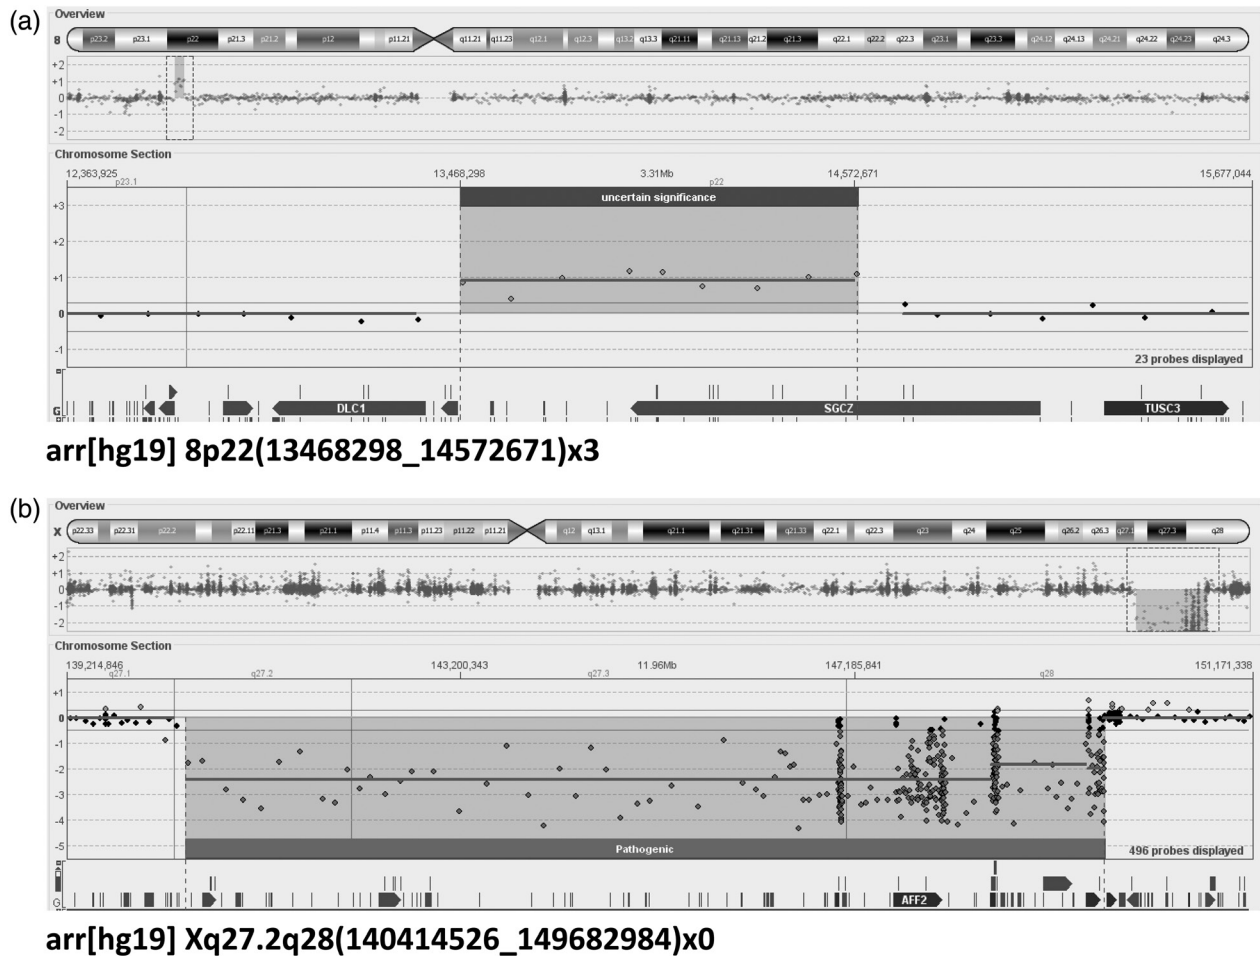 (a)
Overview
8 p23.2 p23.1 p22 p21.3 p21.2 p12 p11.21 q11.21 q11.23 q12.1 q12.3 q13.2 q13.3 q21.11 q21.13 q21.2 q21.3 q22.1 q22.2 q22.3 q23.1 q23.3 q24.12 q24.13 q24.21 q24.22 q24.23 q24.3
+2
+1
0
-1
-2
Chromosome Section
12,363,925 13,468,298 3.31Mb 14,572,671 15,677,044
p23.1 p22
uncertain significance
+3
+2
+1
0
-1
23 probes displayed
G DLC1 SGCZ TUSC3
arr[hg19] 8p22(13468298_14572671)x3
(b)
Overview
X p22.33 p22.31 p22.2 p22.11 p21.3 p21.1 p11.4 p11.3 p11.23 p11.22 p11.21 q12 q13.1 q21.1 q21.31 q21.33 q22.1 q22.3 q23 q24 q25 q26.2 q26.3 q27.1 q27.3 q28
+2
+1
0
-1
-2
Chromosome Section
139,214,846 143,200,343 11.96Mb 147,185,841 151,171,338
q27.1 q27.2 q27.3 q28
+1
0
-1
-2
-3
-4
-5
Pathogenic
496 probes displayed
G AFF2
arr[hg19] Xq27.2q28(140414526_149682984)x0